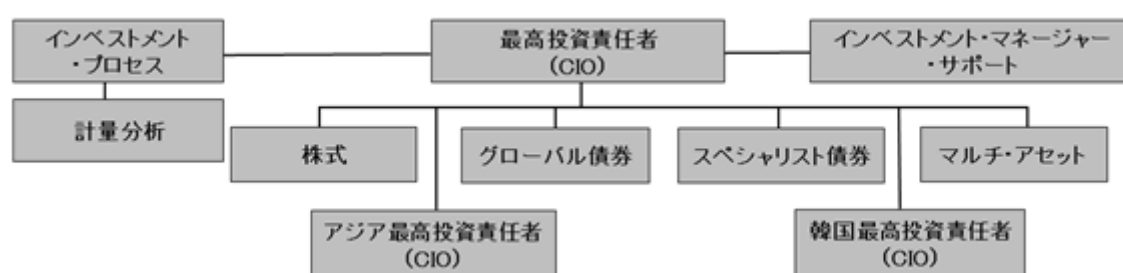 インベストメント
・プロセス
最高投資責任者
(CIO)
インベストメント・マネージャー
・サポート
計量分析
株式
グローバル債券
スペシャリスト債券
マルチ・アセット
アジア最高投資責任者
(CIO)
韓国最高投資責任者
(CIO)